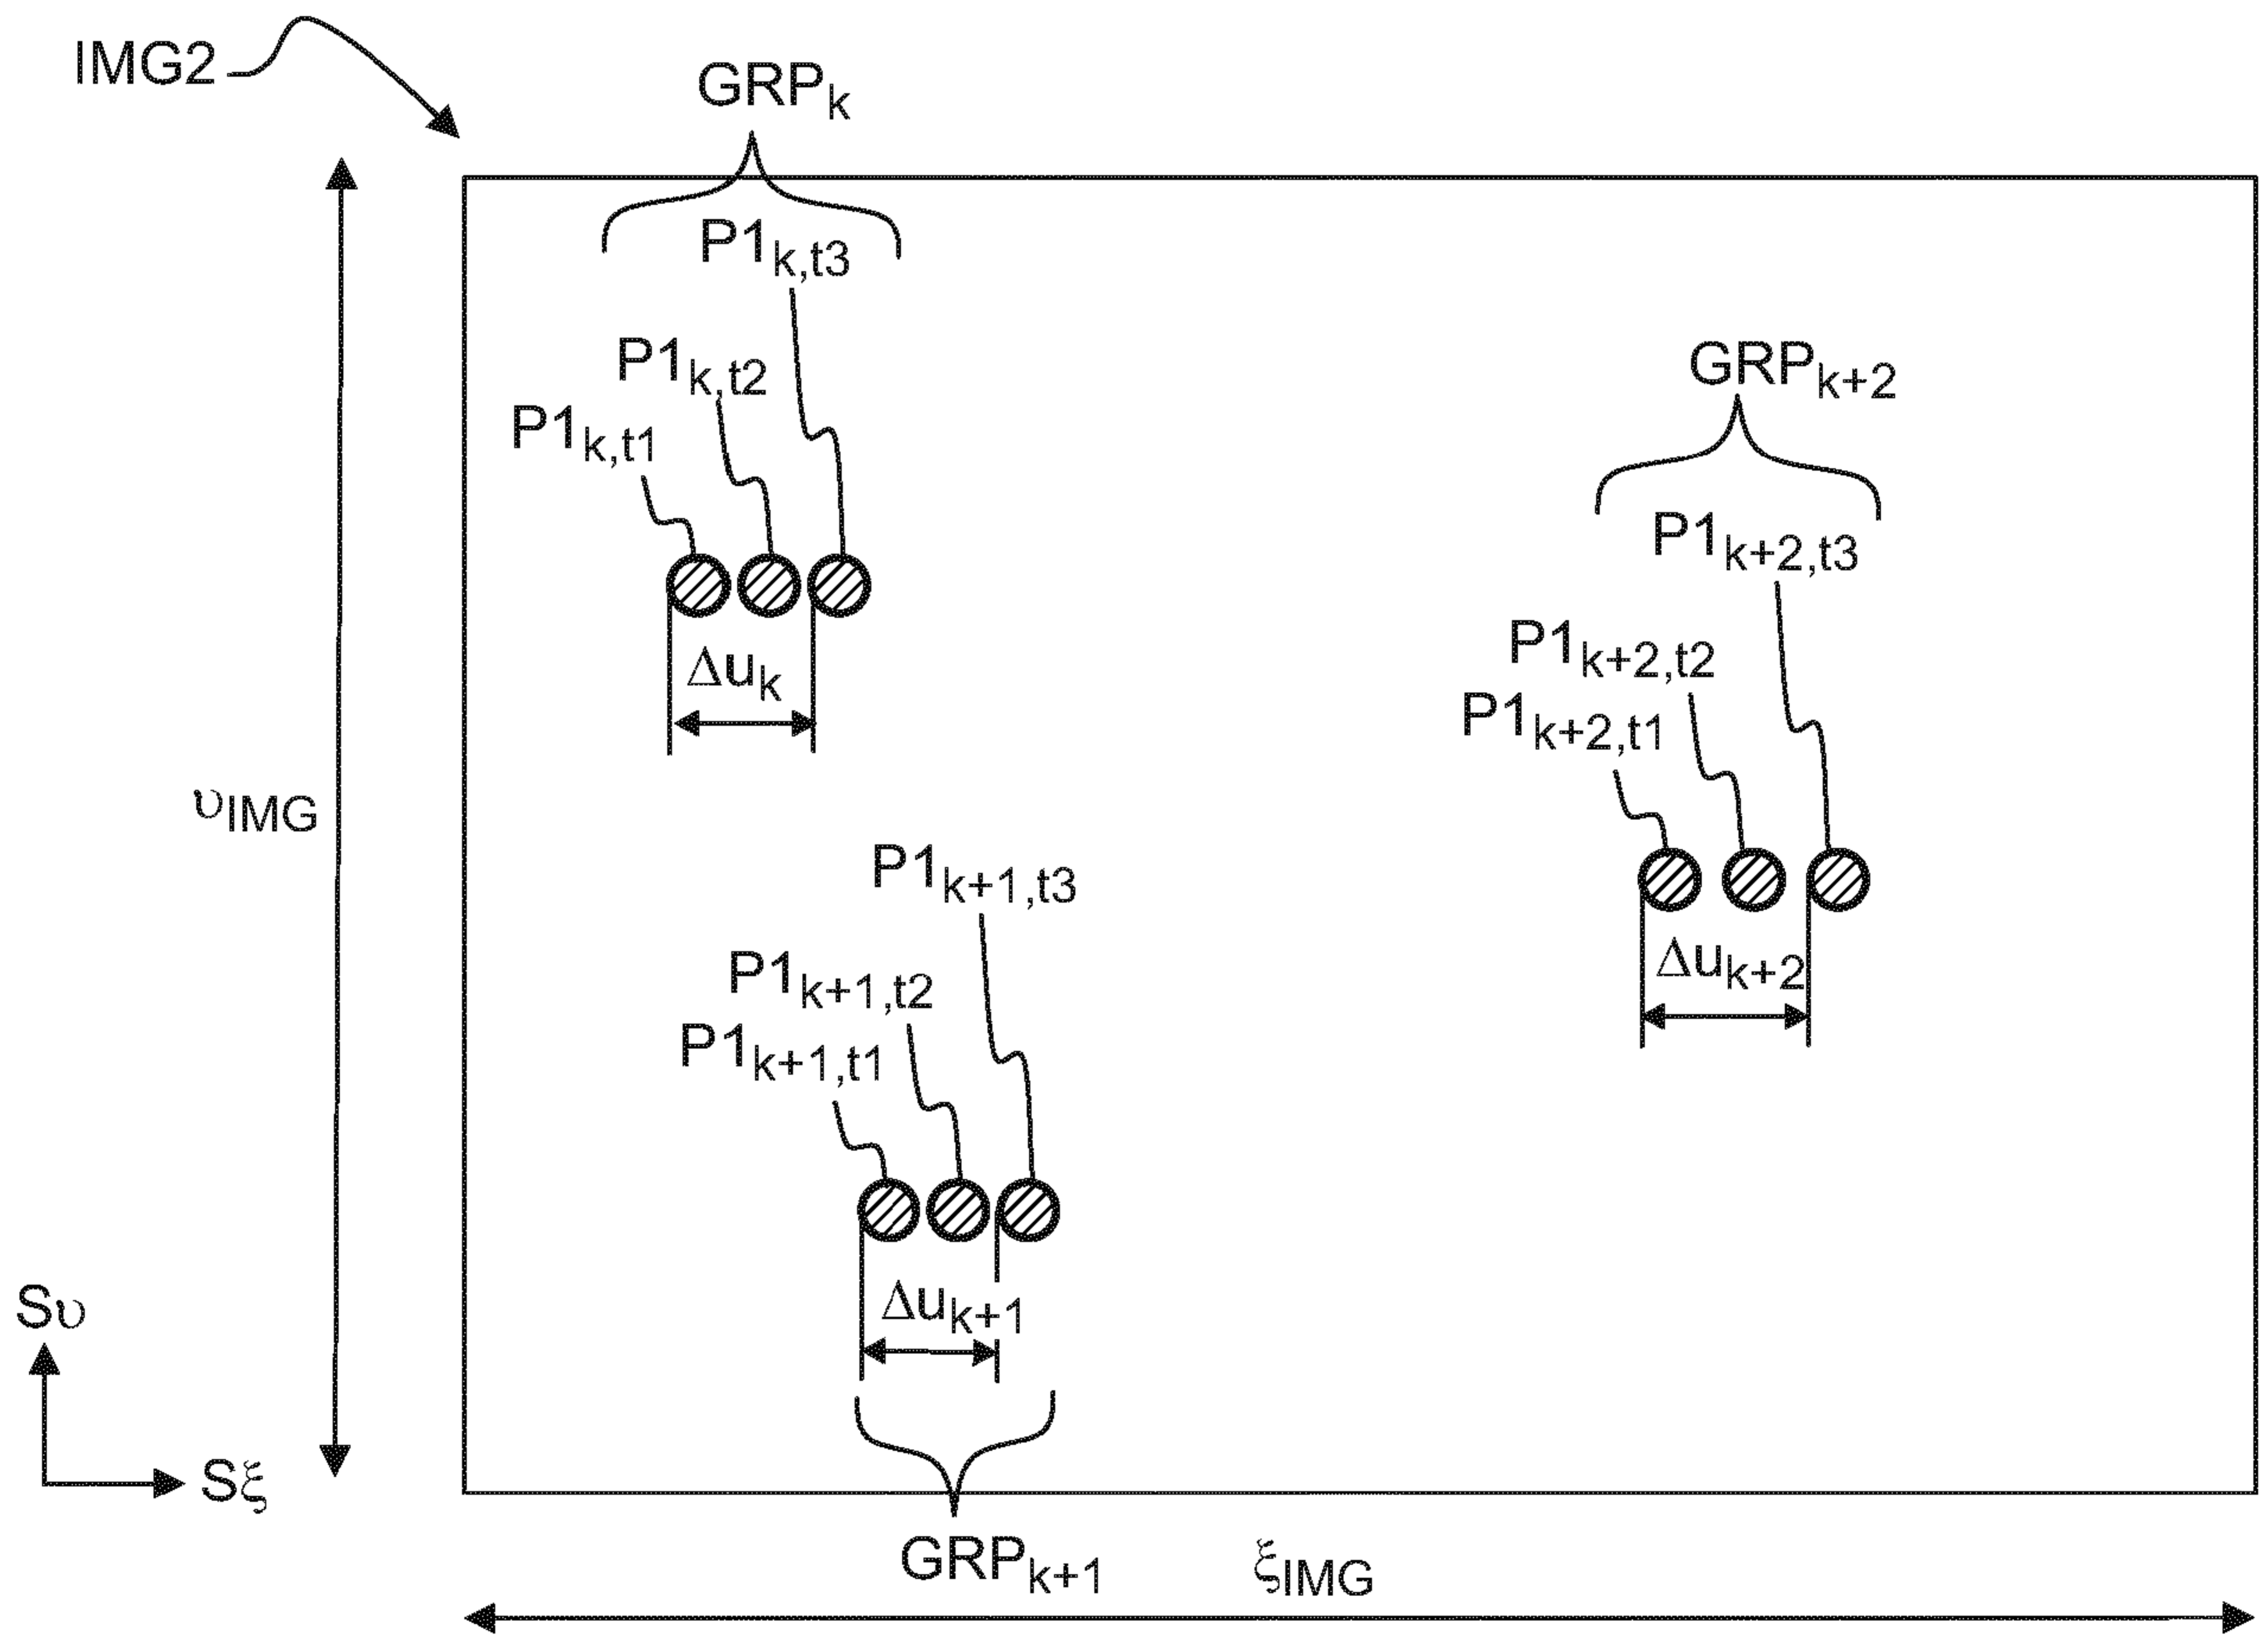 IMG2
GRPk
P1k,t3
P1k,t2
P1k,t1
Δuk
GRPk+2
P1k+2,t3
P1k+2,t2
P1k+2,t1
Δuk+2
υIMG
P1k+1,t3
P1k+1,t2
P1k+1,t1
Δuk+1
Sυ
Sξ
GRPk+1
ξIMG